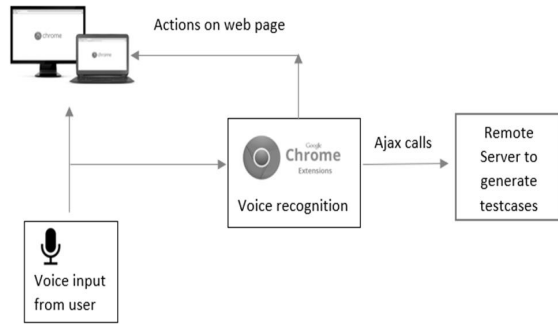 Actions on web page
chrome
chrome
Google
Chrome
Extensions
Voice recognition
Ajax calls
Remote
Server to
generate
testcases
Voice input
from user